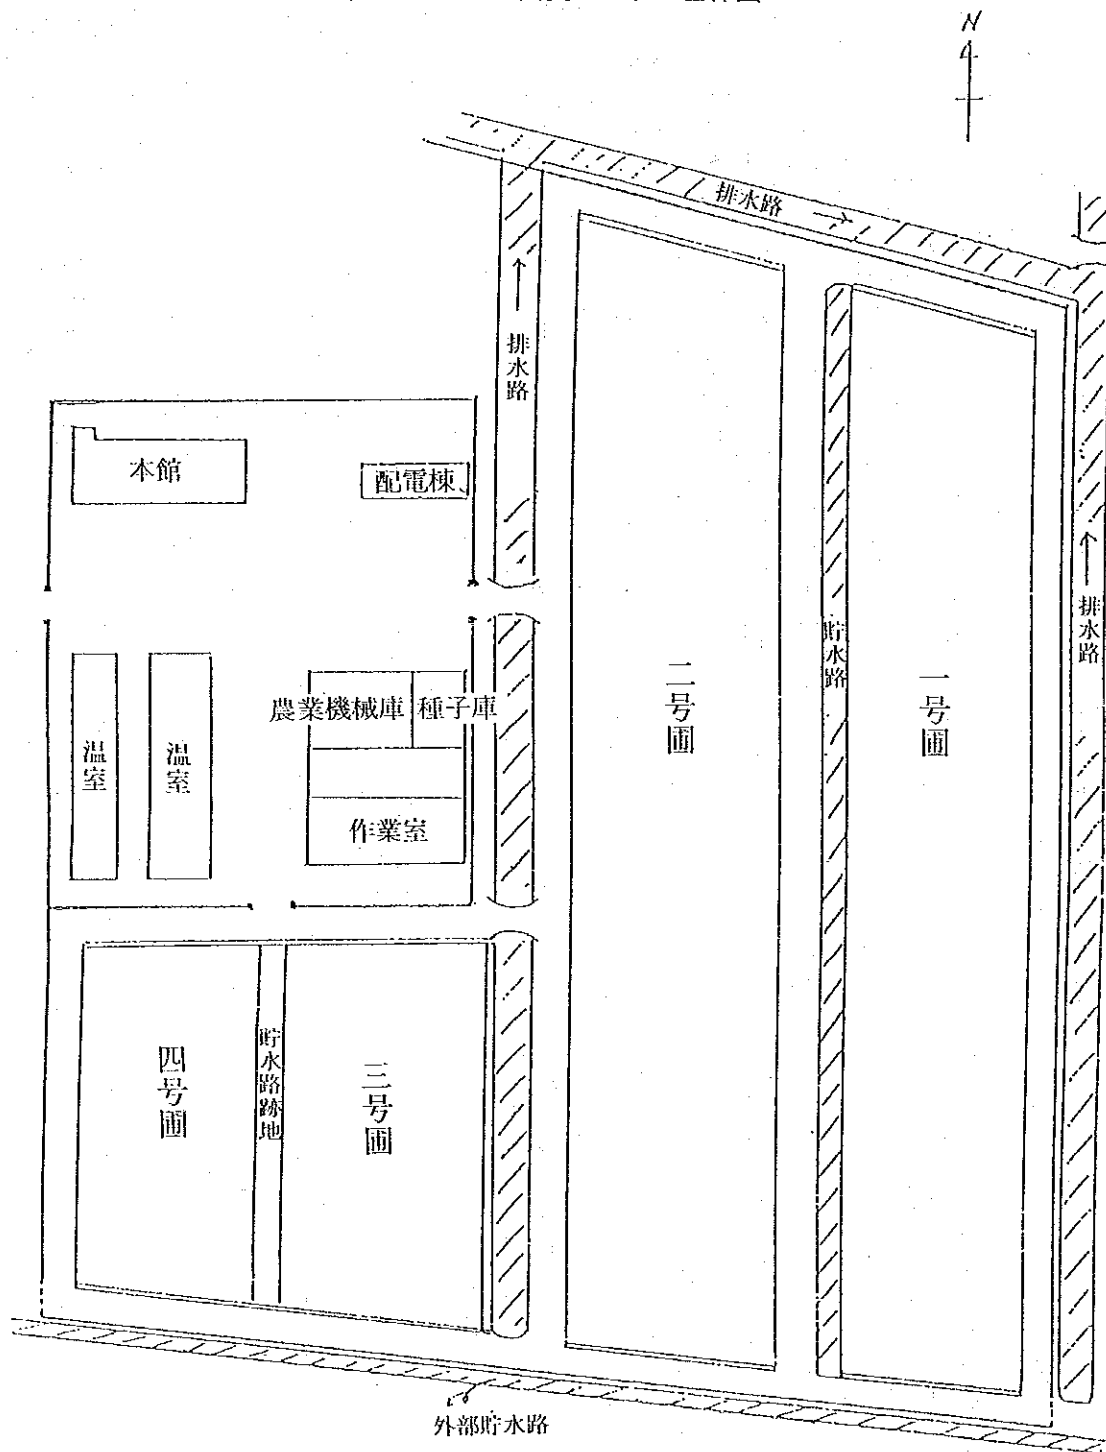 N
排水路
排水路
本館
配電棟
排水路
貯水路
二号圃
一号圃
農業機械庫
種子庫
温室
温室
作業室
四号圃
貯水路跡地
三号圃
外部貯水路